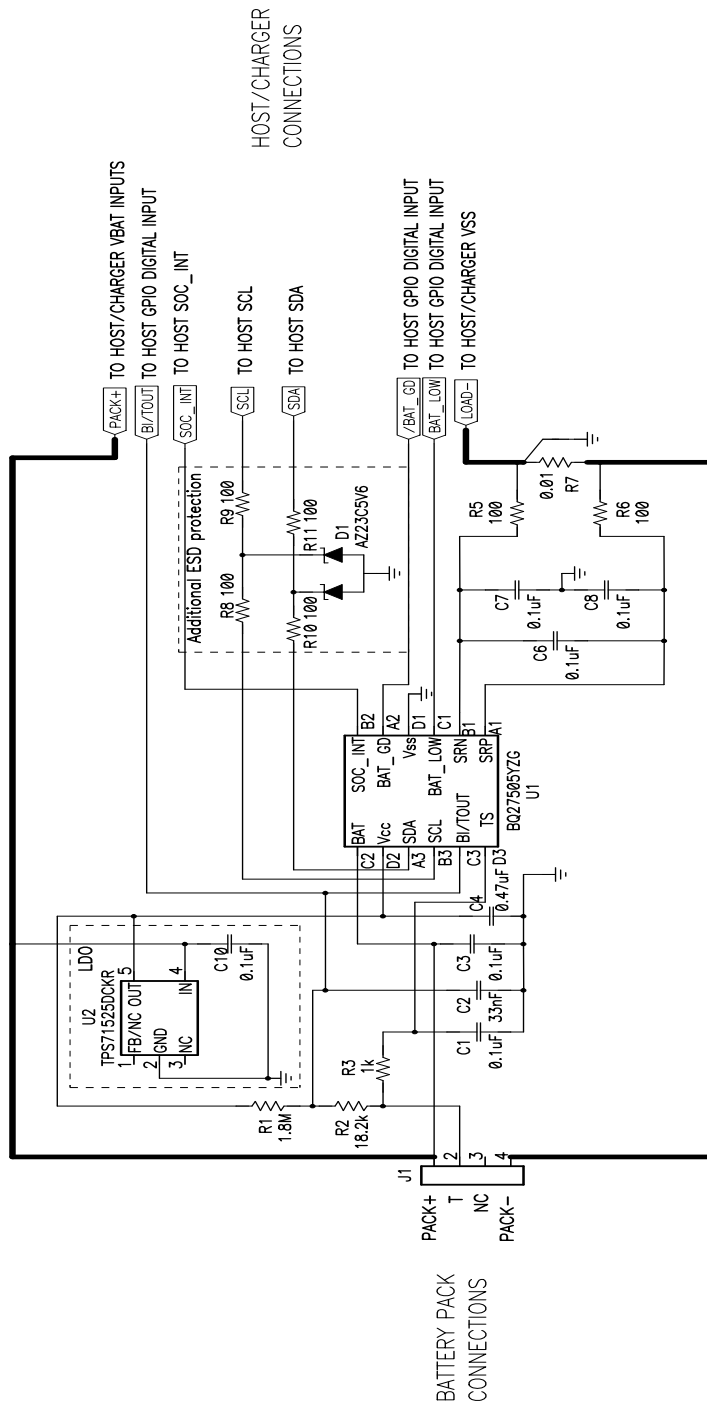 BATTERY PACK
CONNECTIONS
HOST/CHARGER
CONNECTIONS
J1
PACK+
T
NC
PACK-
2
3
4
U2
TPS71525DCKR
LDO
1
FB/NC OUT
5
2
GND
3
NC
IN
4
C10
0.1uF
R1
1.8M
R2
18.2k
R3
1k
C1
0.1uF
C2
33nF
C3
0.1uF
C4
0.47uF
BAT
C2
Vcc
D2
SDA
A3
SCL
B3
BI/TOUT
C3
TS
D3
SOC_INT
B2
BAT_GD
A2
Vss
D1
BAT_LOW
C1
SRN
B1
SRP
A1
BQ27505YZG
U1
Additional ESD protection
R8 100
R9 100
R10 100
R11 100
D1
AZ23C5V6
C6
0.1uF
C7
0.1uF
C8
0.1uF
R5
100
R6
100
0.01
R7
PACK+ TO HOST/CHARGER VBAT INPUTS
BI/TOUT TO HOST GPIO DIGITAL INPUT
SOC_INT TO HOST SOC_INT
SCL TO HOST SCL
SDA TO HOST SDA
/BAT_GD TO HOST GPIO DIGITAL INPUT
BAT_LOW TO HOST GPIO DIGITAL INPUT
LOAD- TO HOST/CHARGER VSS